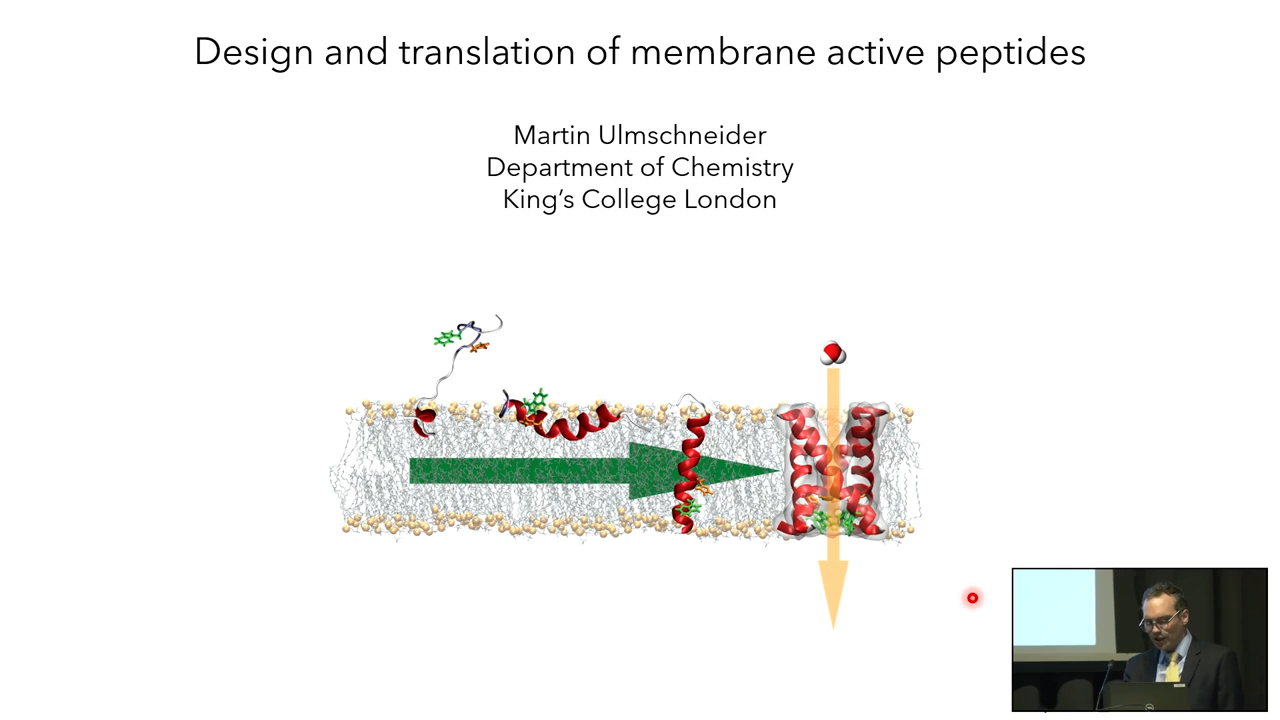 Design and translation of membrane active peptides
Martin Ulmschneider
Department of Chemistry
King’s College London